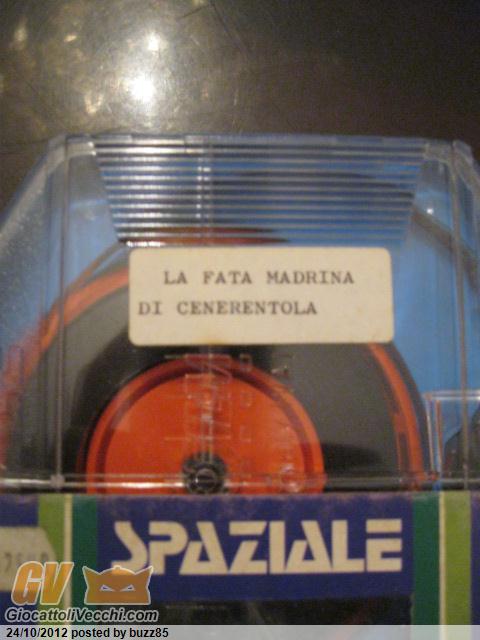 LA FATA MADRINA
DI CENERENTOLA
SPAZIALE
GV
GiocattoliVecchi.com
24/10/2012 posted by buzz85